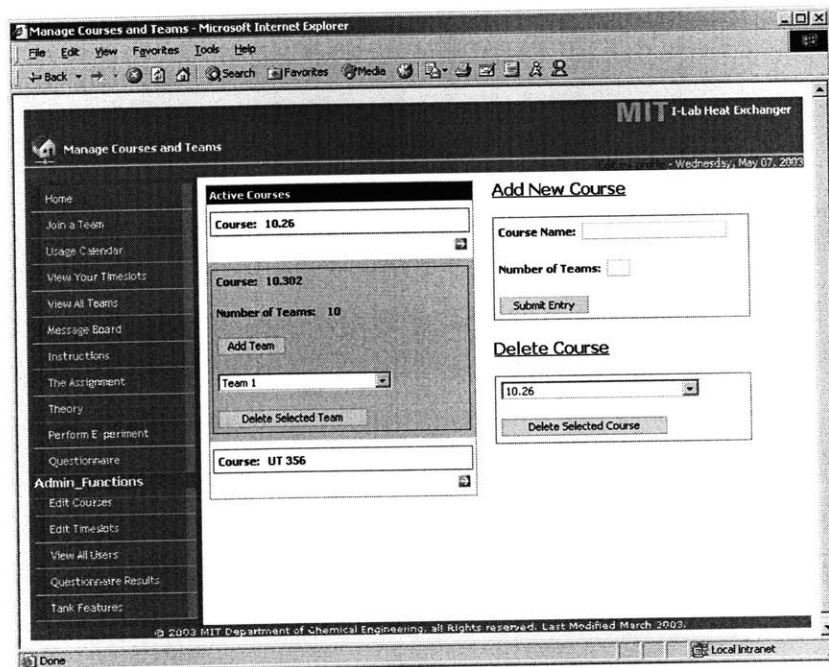 Manage Courses and Teams - Microsoft Internet Explorer
File Edit View Favorites Tools Help
Back Search Favorites Media
MIT I-Lab Heat Exchanger
Manage Courses and Teams
Edit my profile - Wednesday, May 07, 2003
Home
Join a Team
Usage Calendar
View Your Timeslots
View All Teams
Message Board
Instructions
The Assignment
Theory
Perform E periment
Questionnaire
Admin_Functions
Edit Courses
Edit Timeslots
View All Users
Questionnaire Results
Tank Features
Active Courses
Course: 10.26
Course: 10.302
Number of Teams: 10
Add Team
Team 1
Delete Selected Team
Course: UT 356
Add New Course
Course Name:
Number of Teams:
Submit Entry
Delete Course
10.26
Delete Selected Course
© 2003 MIT Department of Chemical Engineering, all Rights reserved. Last Modified March 2003.
Done
Local intranet